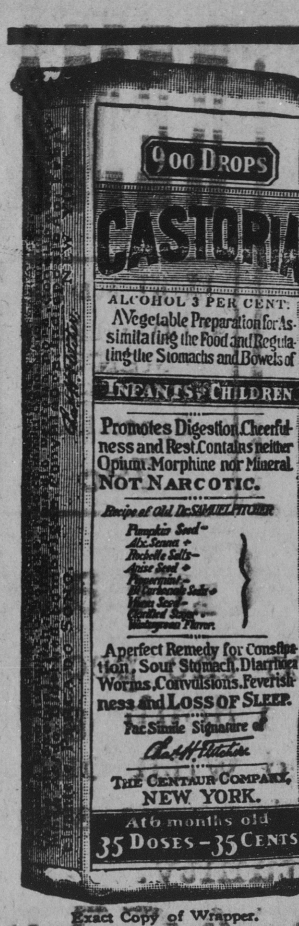 900 DROPS
CASTORIA
ALCOHOL 3 PER CENT.
AVegetable Preparation for As-
similating the Food and Regula-
ting the Stomachs and Bowels of
INFANTS & CHILDREN
Promotes Digestion,Cheerful-
ness and Rest.Contains neither
Opium,Morphine nor Mineral.
NOT NARCOTIC.
Recipe of Old Dr. SAMUEL PITCHER
Pumpkin Seed -
Alx. Senna +
Rochelle Salts -
Anise Seed +
Peppermint -
Bi Carbonate Soda +
Worm Seed -
Clarified Sugar
Wintergreen Flavor.
A perfect Remedy for Constipa-
tion, Sour Stomach, Diarrhoea
Worms,Convulsions,Feverish-
ness and LOSS OF SLEEP.
Fac Simile Signature of
Chas. H. Fletcher.
THE CENTAUR COMPANY,
NEW YORK.
At 6 months old
35 DOSES – 35 CENTS
Exact Copy of Wrapper.